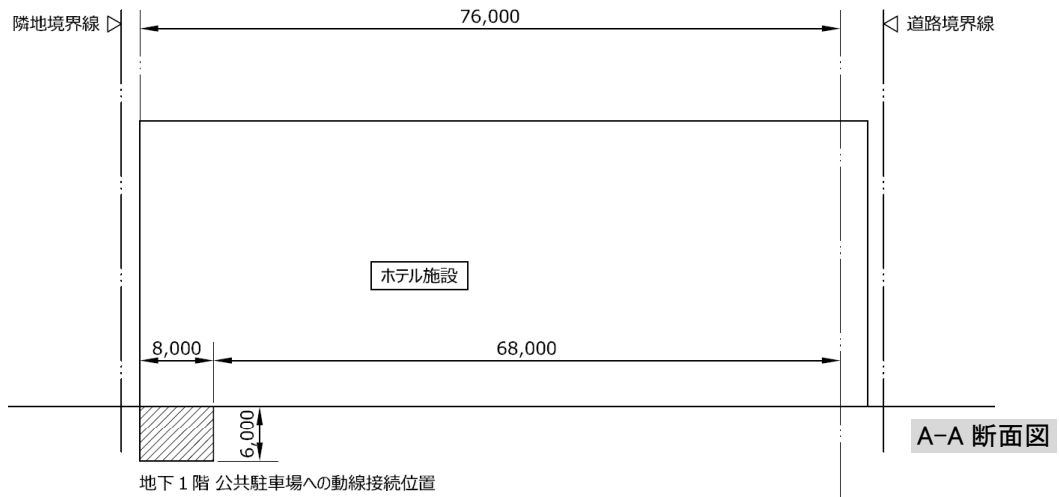 76,000
隣地境界線
道路境界線
ホテル施設
8,000
68,000
6,000
A-A 断面図
地下1階 公共駐車場への動線接続位置